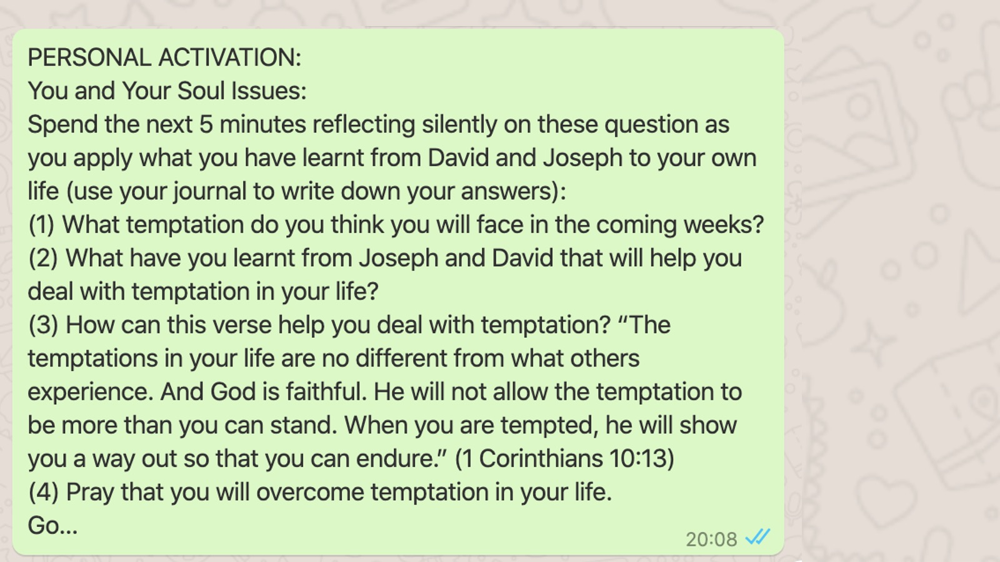 PERSONAL ACTIVATION:
You and Your Soul Issues:
Spend the next 5 minutes reflecting silently on these question as
you apply what you have learnt from David and Joseph to your own
life (use your journal to write down your answers):
(1) What temptation do you think you will face in the coming weeks?
(2) What have you learnt from Joseph and David that will help you
deal with temptation in your life?
(3) How can this verse help you deal with temptation? “The
temptations in your life are no different from what others
experience. And God is faithful. He will not allow the temptation to
be more than you can stand. When you are tempted, he will show
you a way out so that you can endure.” (1 Corinthians 10:13)
(4) Pray that you will overcome temptation in your life.
Go...
20:08